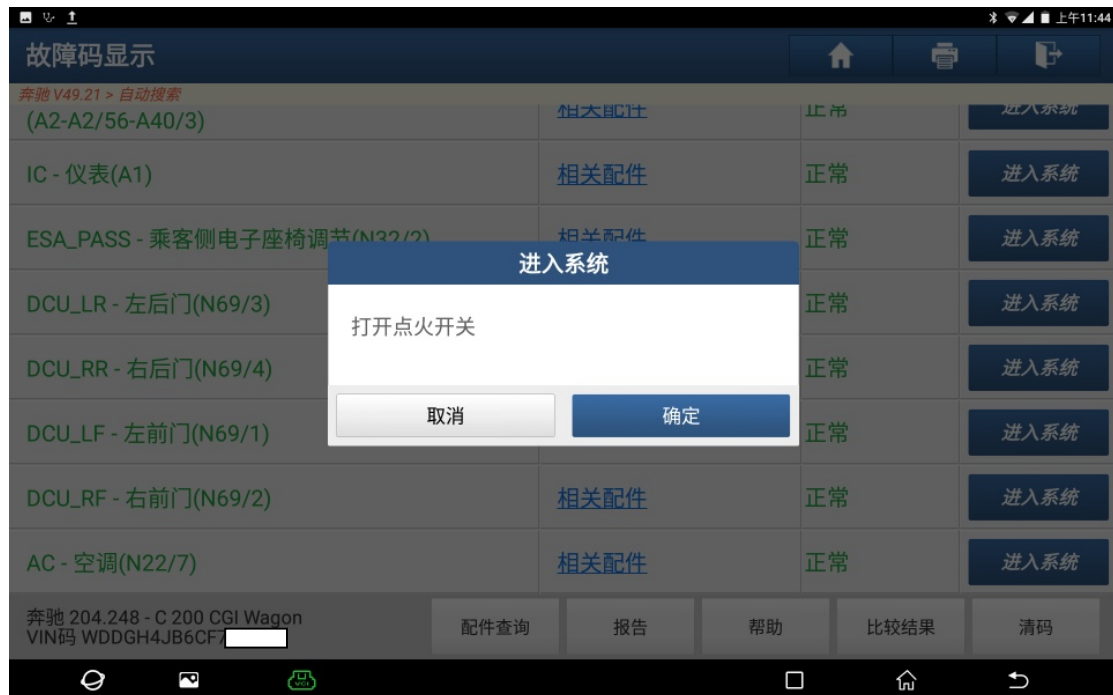 上午11:44
故障码显示
奔驰 V49.21 > 自动搜索
(A2-A2/56-A40/3) 相关配件 正常 进入系统
IC - 仪表(A1) 相关配件 正常 进入系统
ESA_PASS - 乘客侧电子座椅调节(N32/2) 相关配件 正常 进入系统
进入系统
DCU_LR - 左后门(N69/3) 正常 进入系统
打开点火开关
DCU_RR - 右后门(N69/4) 正常 进入系统
取消 确定
DCU_LF - 左前门(N69/1) 正常 进入系统
DCU_RF - 右前门(N69/2) 相关配件 正常 进入系统
AC - 空调(N22/7) 相关配件 正常 进入系统
奔驰 204.248 - C 200 CGI Wagon
VIN码 WDDGH4JB6CF7
配件查询 报告 帮助 比较结果 清码
VCI